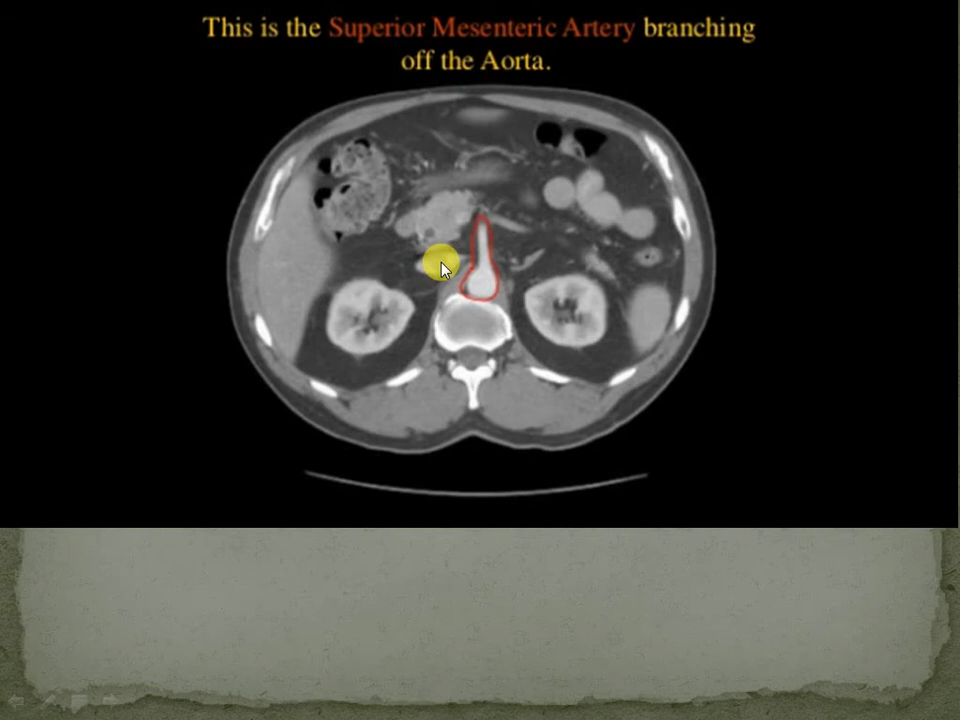 This is the Superior Mesenteric Artery branching
off the Aorta.